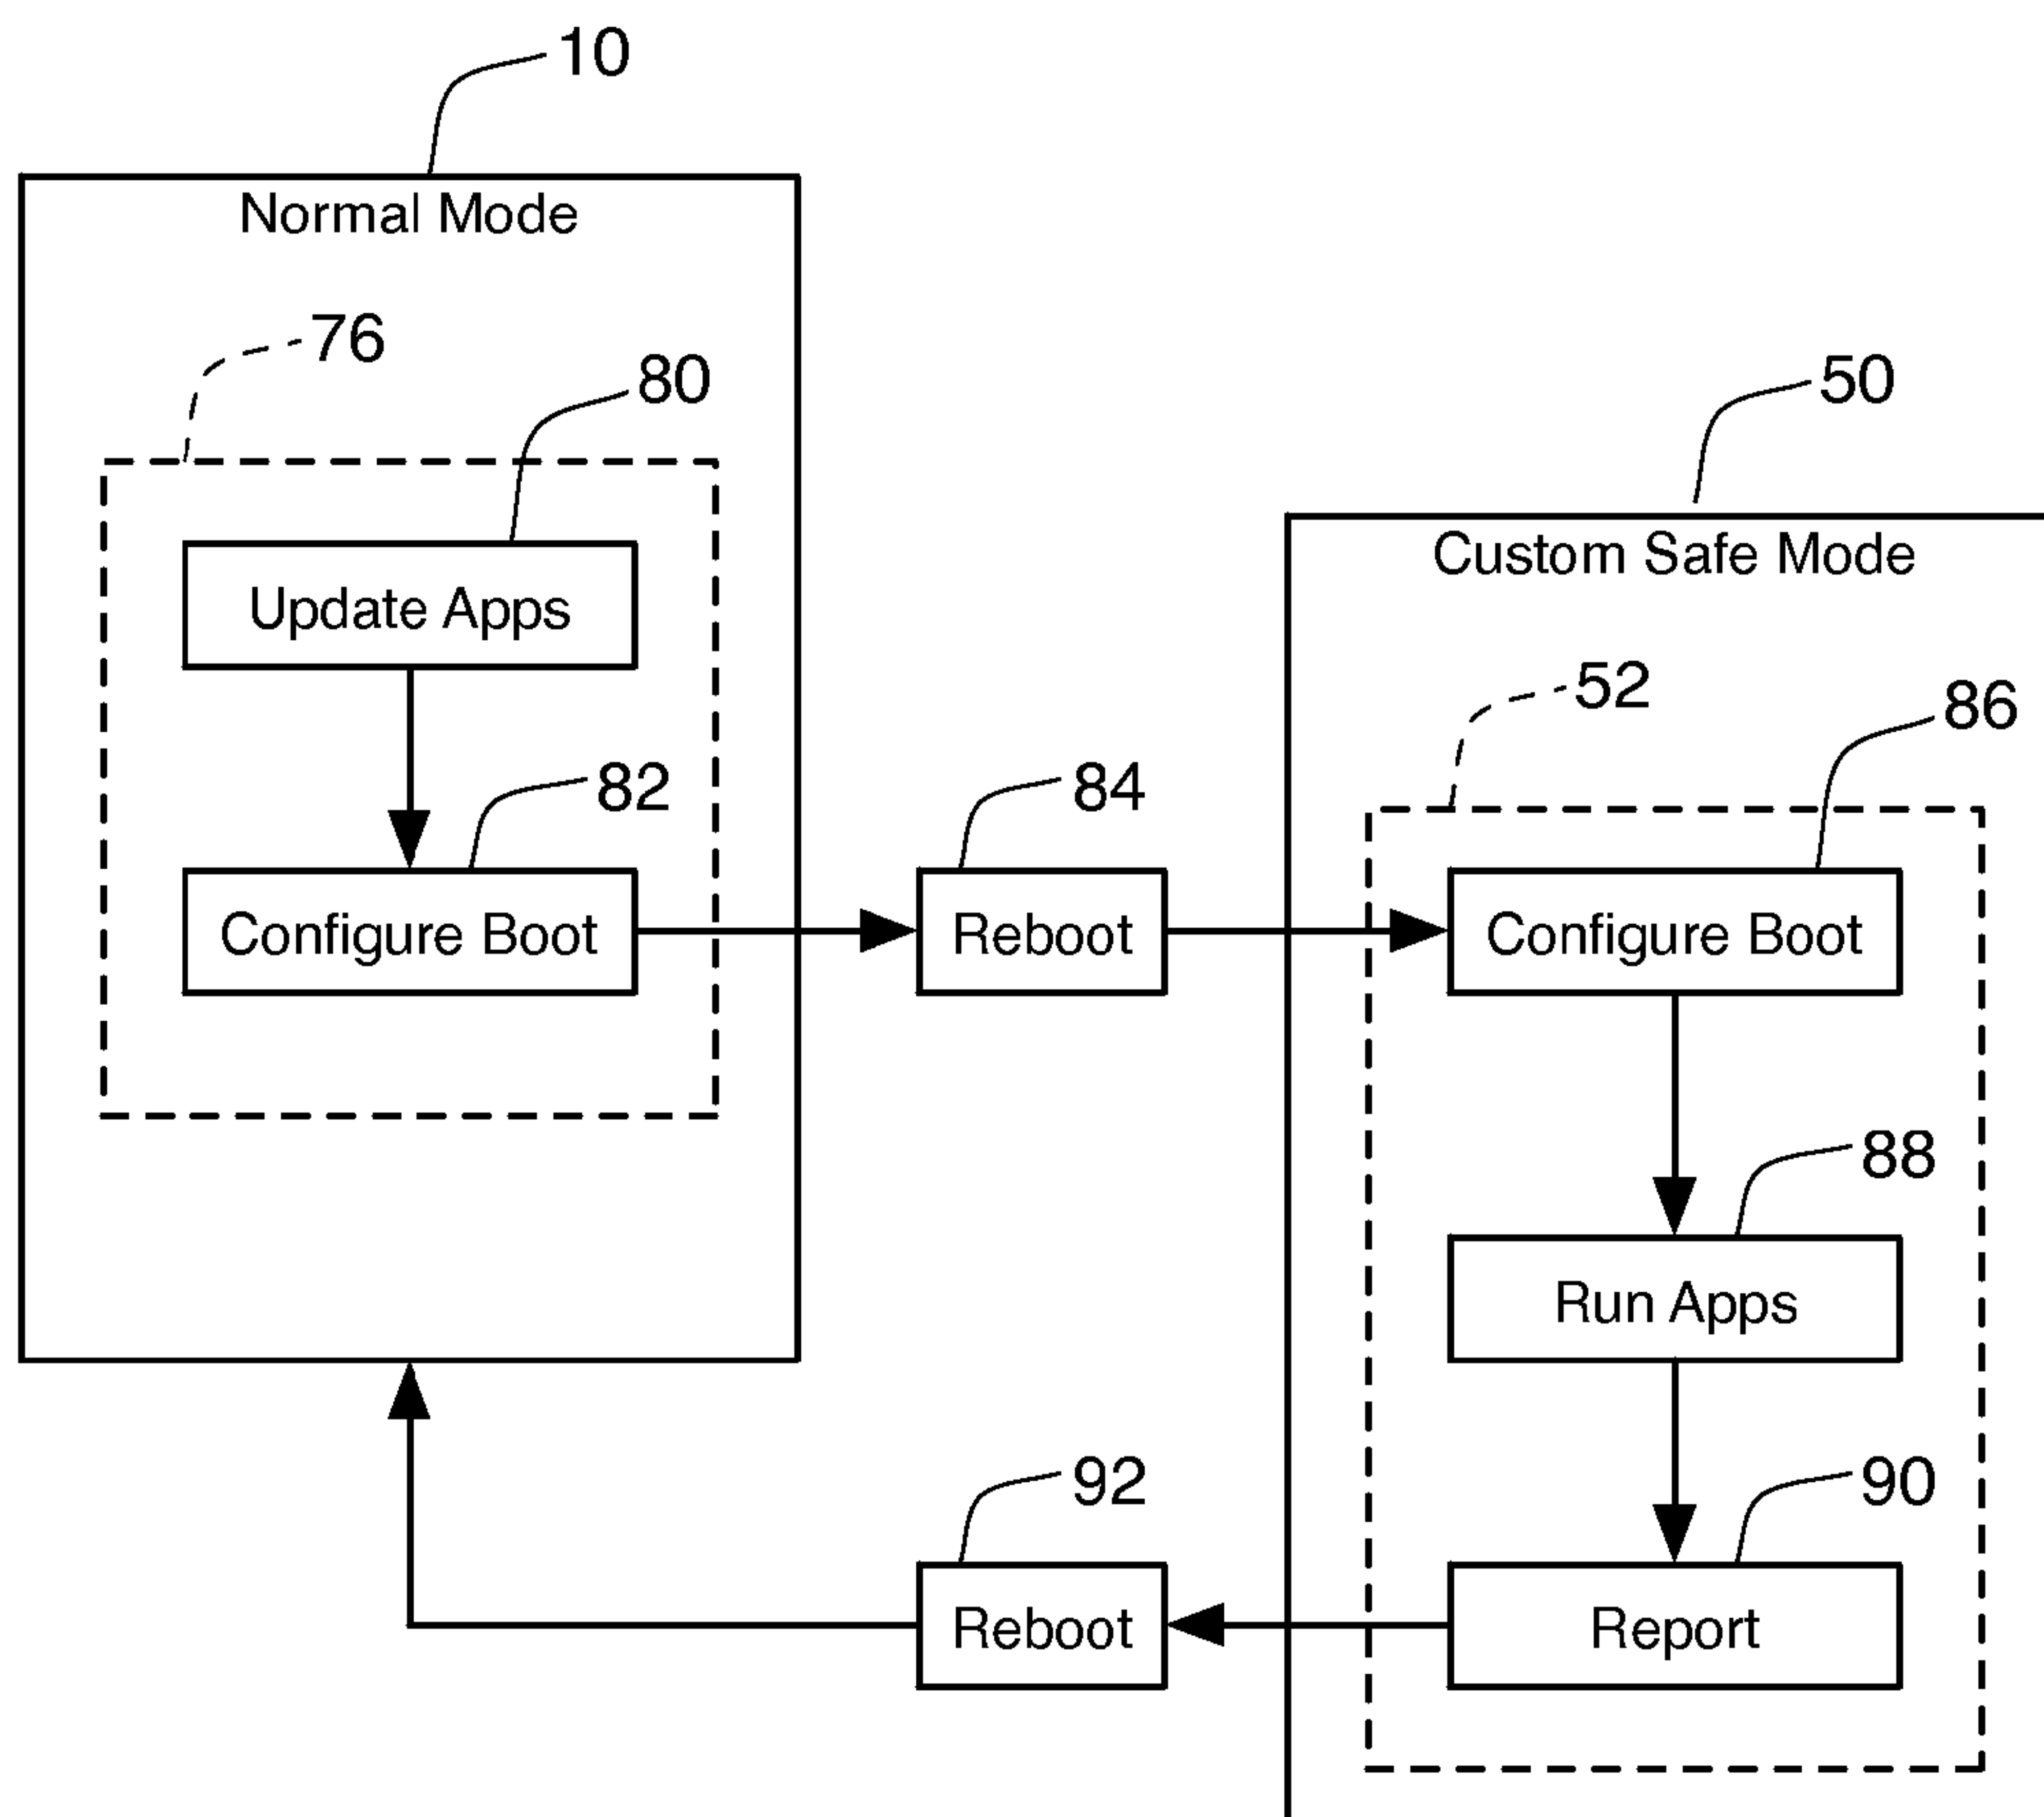 10
Normal Mode
76
80
Update Apps
82
Configure Boot
84
Reboot
50
Custom Safe Mode
52
86
Configure Boot
88
Run Apps
90
Report
92
Reboot